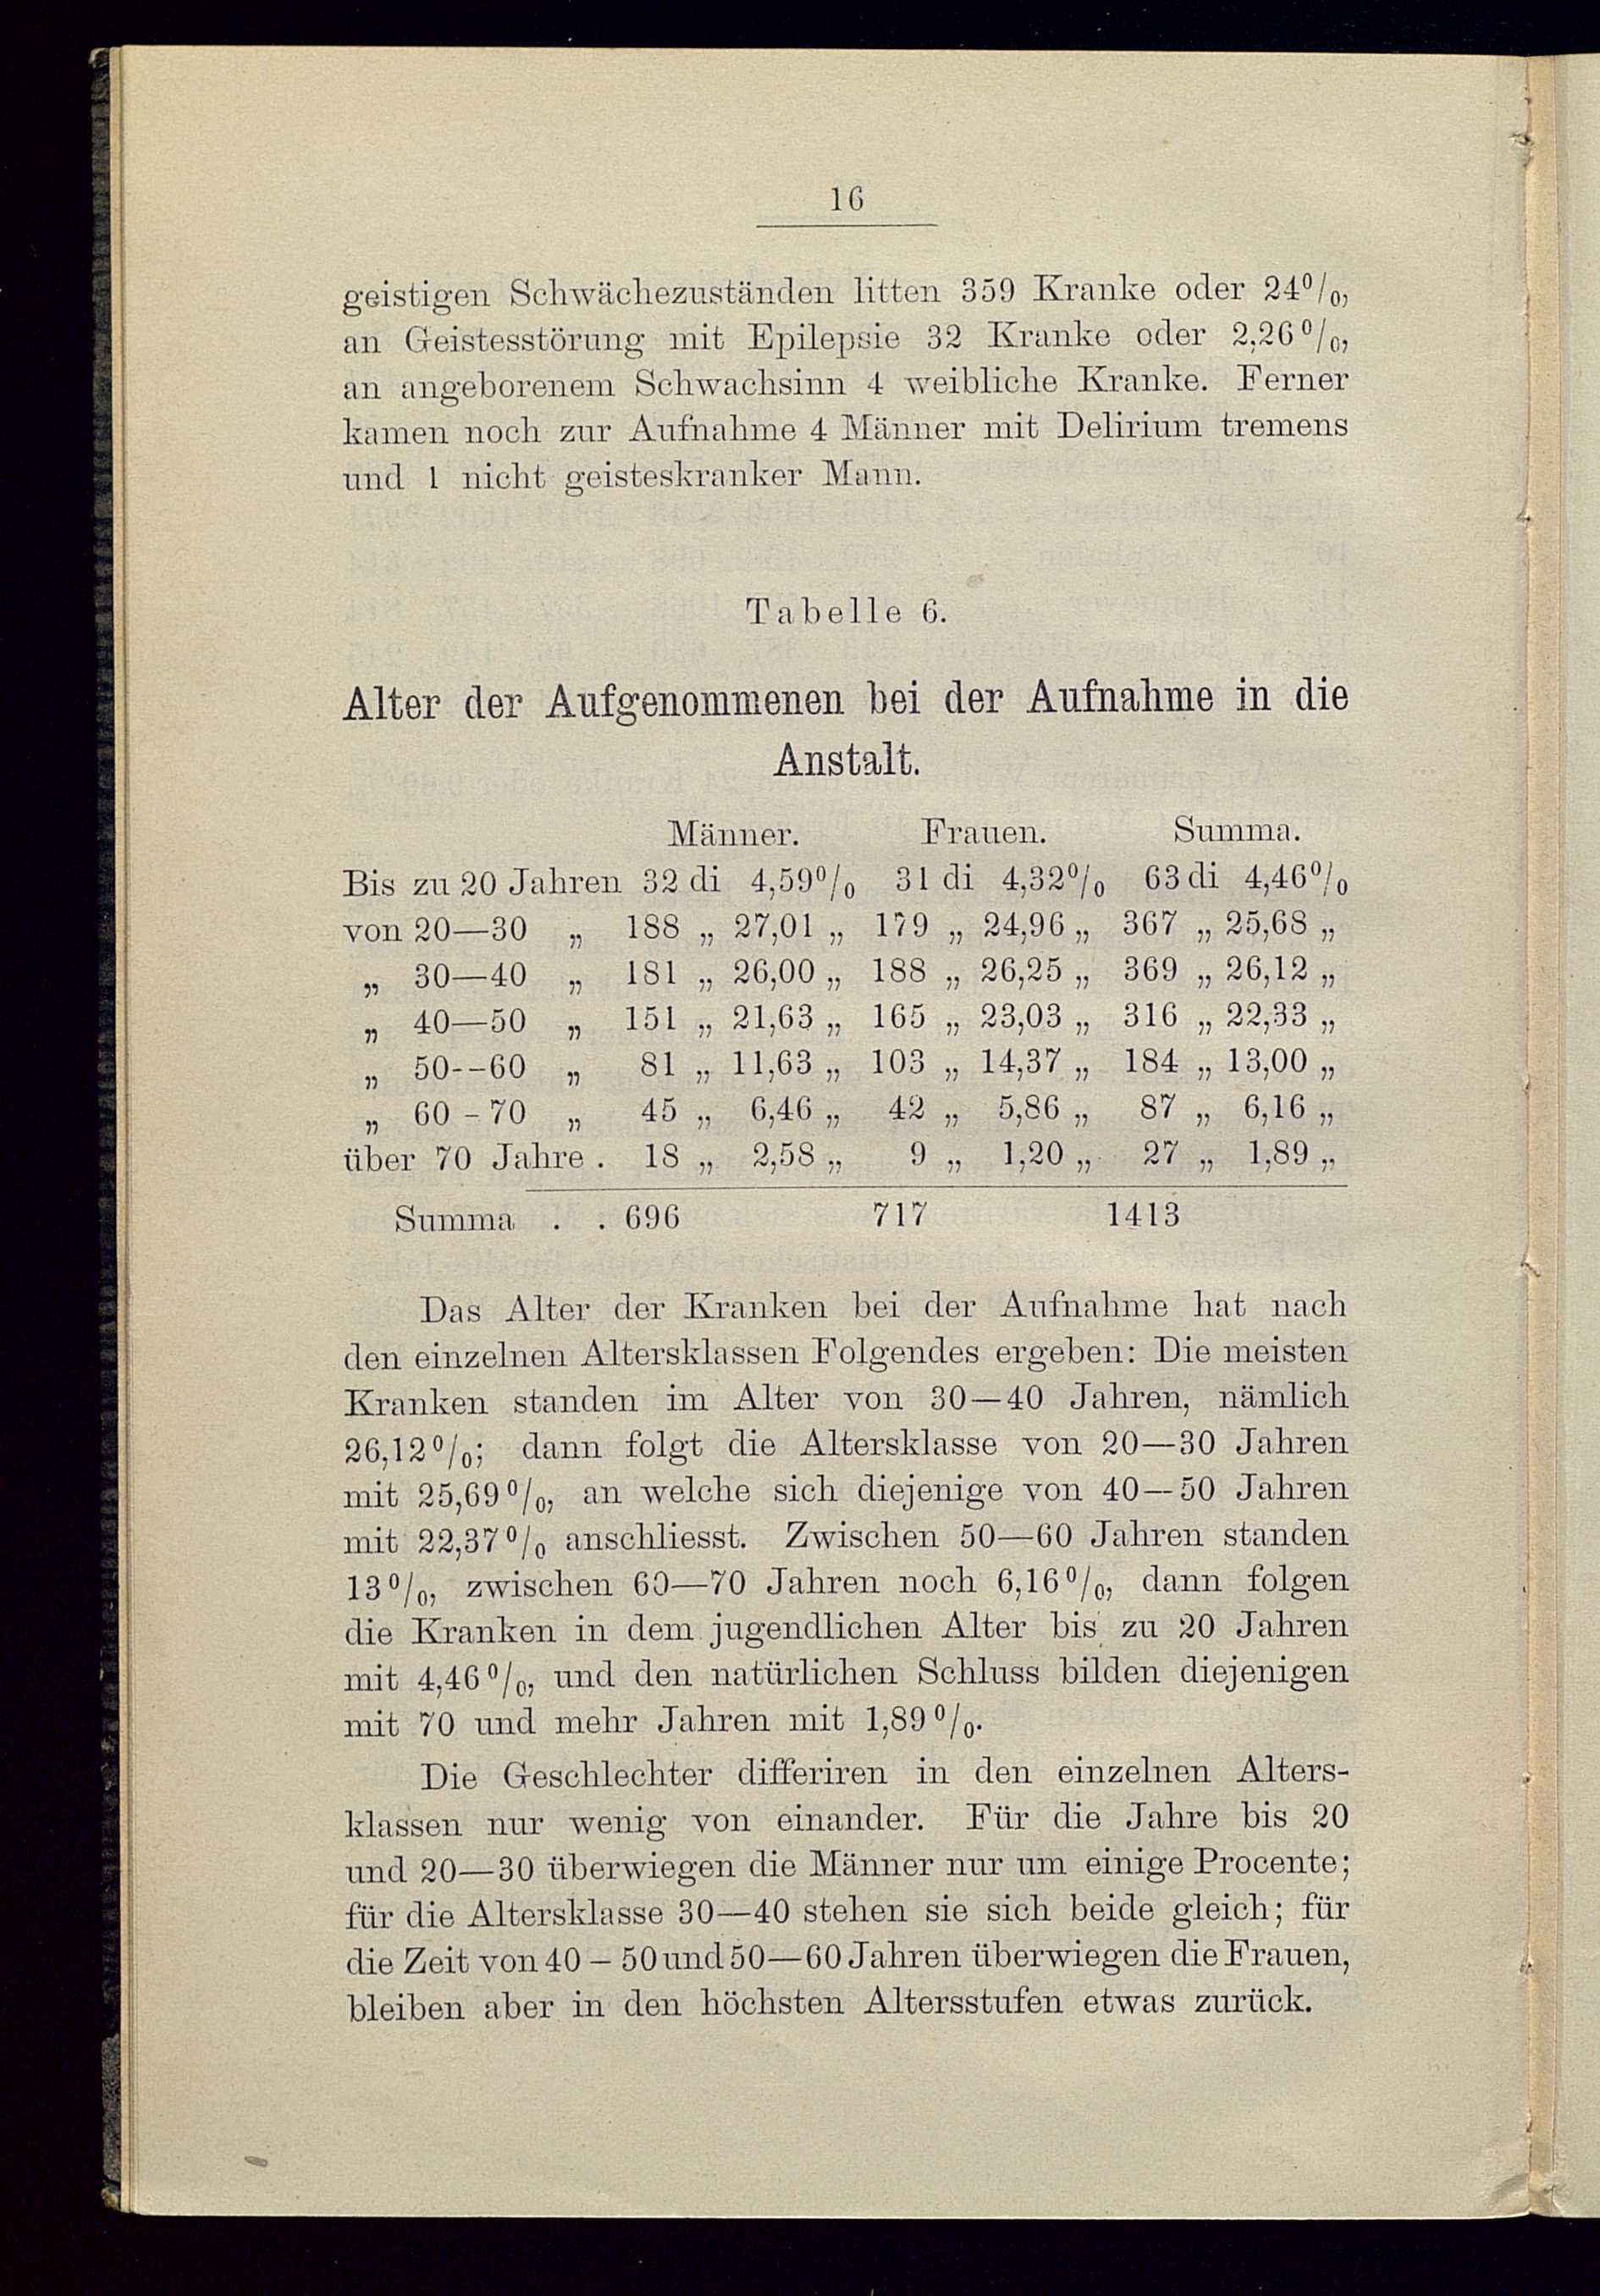 16
geistigen Schwächezuständen litten 359 Kranke oder 24⁰/₀,
an Geistesstörung mit Epilepsie 32 Kranke oder 2,26⁰/₀,
an angeborenem Schwachsinn 4 weibliche Kranke. Ferner
kamen noch zur Aufnahme 4 Männer mit Delirium tremens
und 1 nicht geisteskranker Mann.
Tabelle 6.
Alter der Aufgenommenen bei der Aufnahme in die
Anstalt.
Männer. Frauen. Summa.
Bis zu 20 Jahren 32 di 4,59⁰/₀ 31 di 4,32⁰/₀ 63 di 4,46⁰/₀
von 20—30 „ 188 „ 27,01 „ 179 „ 24,96 „ 367 „ 25,68 „
„ 30—40 „ 181 „ 26,00 „ 188 „ 26,25 „ 369 „ 26,12 „
„ 40—50 „ 151 „ 21,63 „ 165 „ 23,03 „ 316 „ 22,33 „
„ 50--60 „ 81 „ 11,63 „ 103 „ 14,37 „ 184 „ 13,00 „
„ 60-70 „ 45 „ 6,46 „ 42 „ 5,86 „ 87 „ 6,16 „
über 70 Jahre . 18 „ 2,58 „ 9 „ 1,20 „ 27 „ 1,89 „
Summa . . 696 717 1413
Das Alter der Kranken bei der Aufnahme hat nach
den einzelnen Altersklassen Folgendes ergeben: Die meisten
Kranken standen im Alter von 30—40 Jahren, nämlich
26,12⁰/₀; dann folgt die Altersklasse von 20—30 Jahren
mit 25,69⁰/₀, an welche sich diejenige von 40—50 Jahren
mit 22,37⁰/₀ anschliesst. Zwischen 50—60 Jahren standen
13⁰/₀, zwischen 60—70 Jahren noch 6,16⁰/₀, dann folgen
die Kranken in dem jugendlichen Alter bis zu 20 Jahren
mit 4,46⁰/₀, und den natürlichen Schluss bilden diejenigen
mit 70 und mehr Jahren mit 1,89⁰/₀.
Die Geschlechter differiren in den einzelnen Alters-
klassen nur wenig von einander. Für die Jahre bis 20
und 20—30 überwiegen die Männer nur um einige Procente;
für die Altersklasse 30—40 stehen sie sich beide gleich; für
die Zeit von 40 – 50 und 50—60 Jahren überwiegen die Frauen,
bleiben aber in den höchsten Altersstufen etwas zurück.